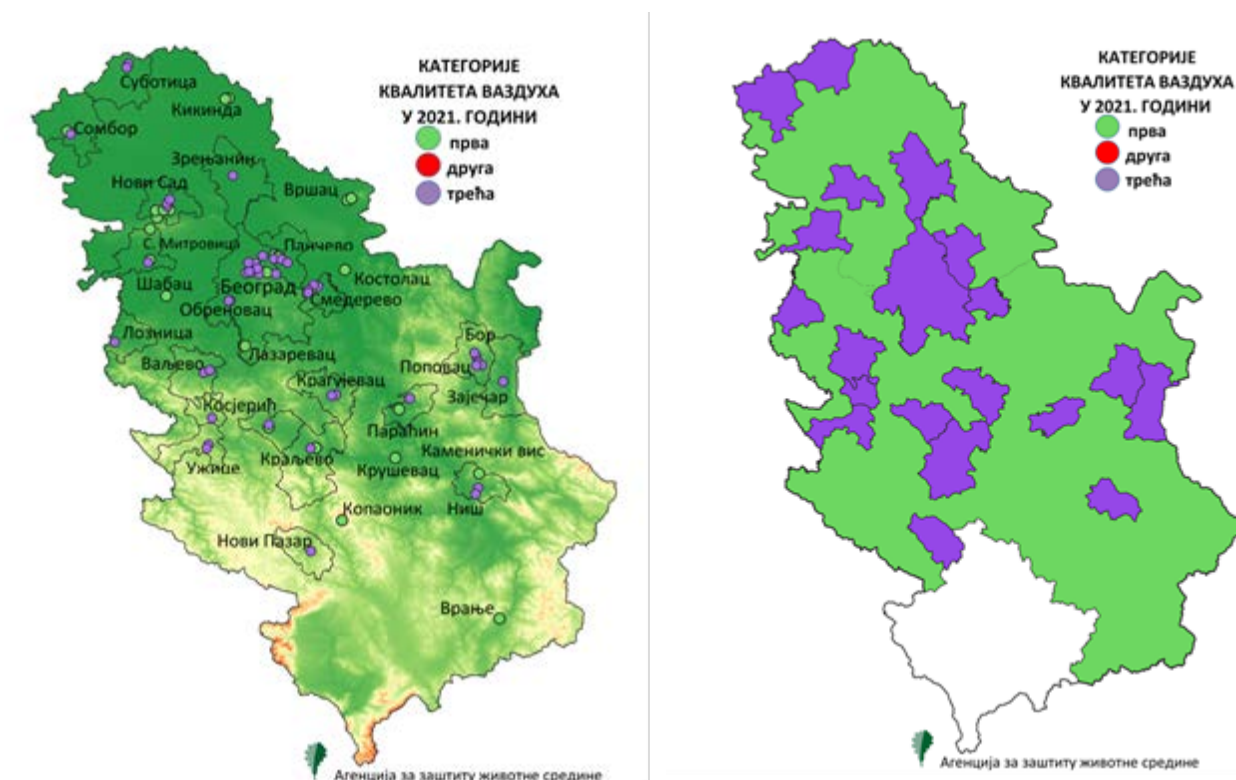 КАТЕГОРИЈЕ
КВАЛИТЕТА ВАЗДУХА
У 2021. ГОДИНИ
прва
друга
трећа
Суботица
Кикинда
Сомбор
Зрењанин
Нови Сад
Вршац
С. Митровица
Панчево
Костолац
Шабац
Београд
Смедерево
Обреновац
Лозница
Бор
Лазаревац
Ваљево
Поповац
Крагујевац
Зајечар
Косјерић
Параћин
Каменички вис
Ужице
Краљево
Крушевац
Ниш
Копаоник
Нови Пазар
Врање
Агенција за заштиту животне средине
КАТЕГОРИЈЕ
КВАЛИТЕТА ВАЗДУХА
У 2021. ГОДИНИ
прва
друга
трећа
Агенција за заштиту животне средине